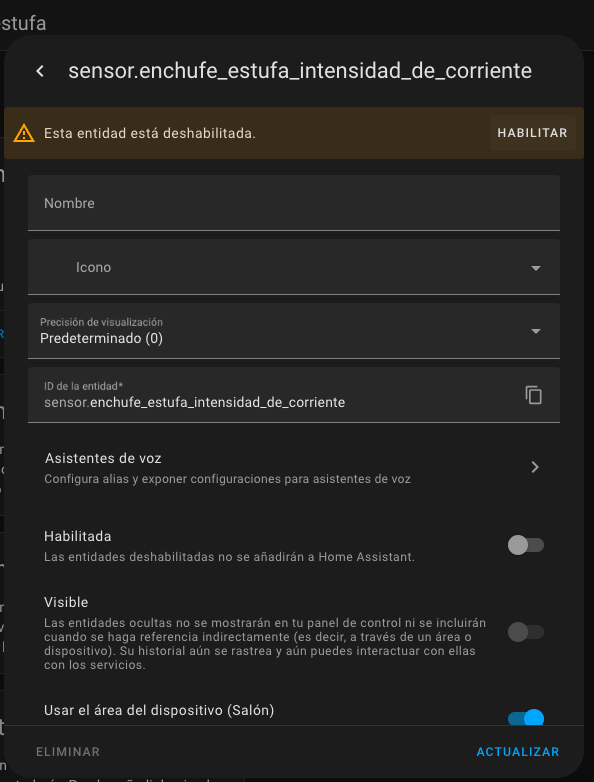 estufa
sensor.enchufe_estufa_intensidad_de_corriente
Esta entidad está deshabilitada.
HABILITAR
Nombre
Icono
Precisión de visualización
Predeterminado (0)
ID de la entidad*
sensor.enchufe_estufa_intensidad_de_corriente
Asistentes de voz
Configura alias y exponer configuraciones para asistentes de voz
Habilitada
Las entidades deshabilitadas no se añadirán a Home Assistant.
Visible
Las entidades ocultas no se mostrarán en tu panel de control ni se incluirán
cuando se haga referencia indirectamente (es decir, a través de un área o
dispositivo). Su historial aún se rastrea y aún puedes interactuar con ellas
con los servicios.
Usar el área del dispositivo (Salón)
ELIMINAR
ACTUALIZAR